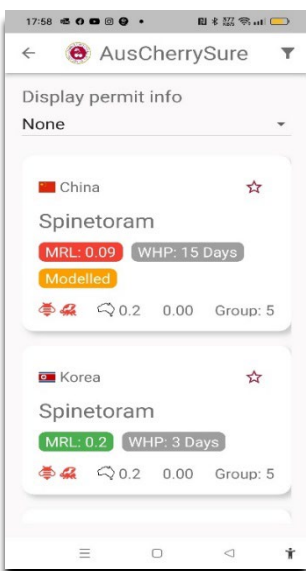 17:58
AusCherrySure
Display permit info
None
China
Spinetoram
MRL: 0.09 WHP: 15 Days
Modelled
0.2 0.00 Group: 5
Korea
Spinetoram
MRL: 0.2 WHP: 3 Days
0.2 0.00 Group: 5